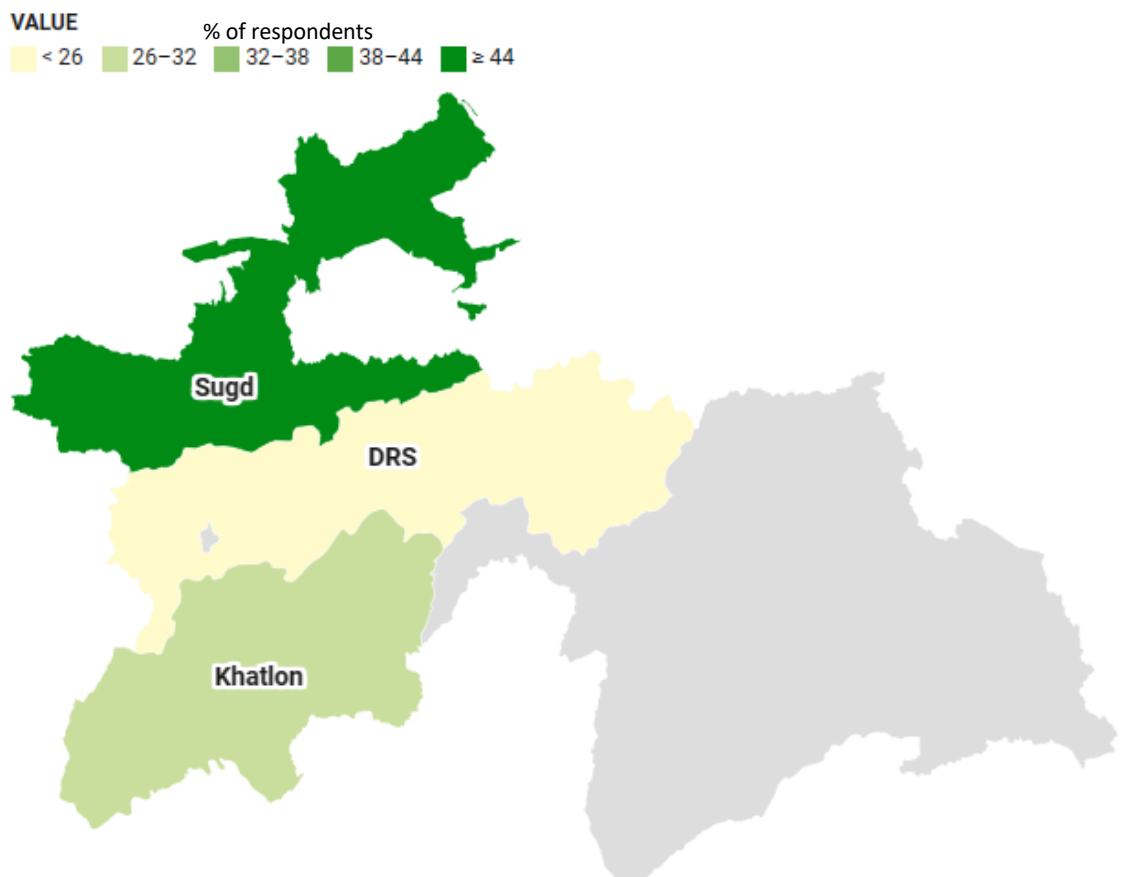 VALUE
% of respondents
< 26 26–32 32–38 38–44 ≥ 44
Sugd
DRS
Khatlon